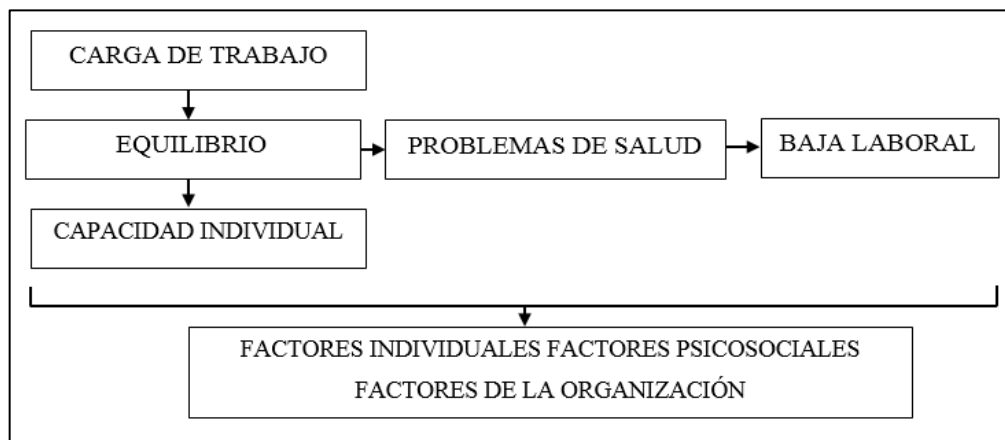 CARGA DE TRABAJO
EQUILIBRIO
PROBLEMAS DE SALUD
BAJA LABORAL
CAPACIDAD INDIVIDUAL
FACTORES INDIVIDUALES FACTORES PSICOSOCIALES
FACTORES DE LA ORGANIZACIÓN